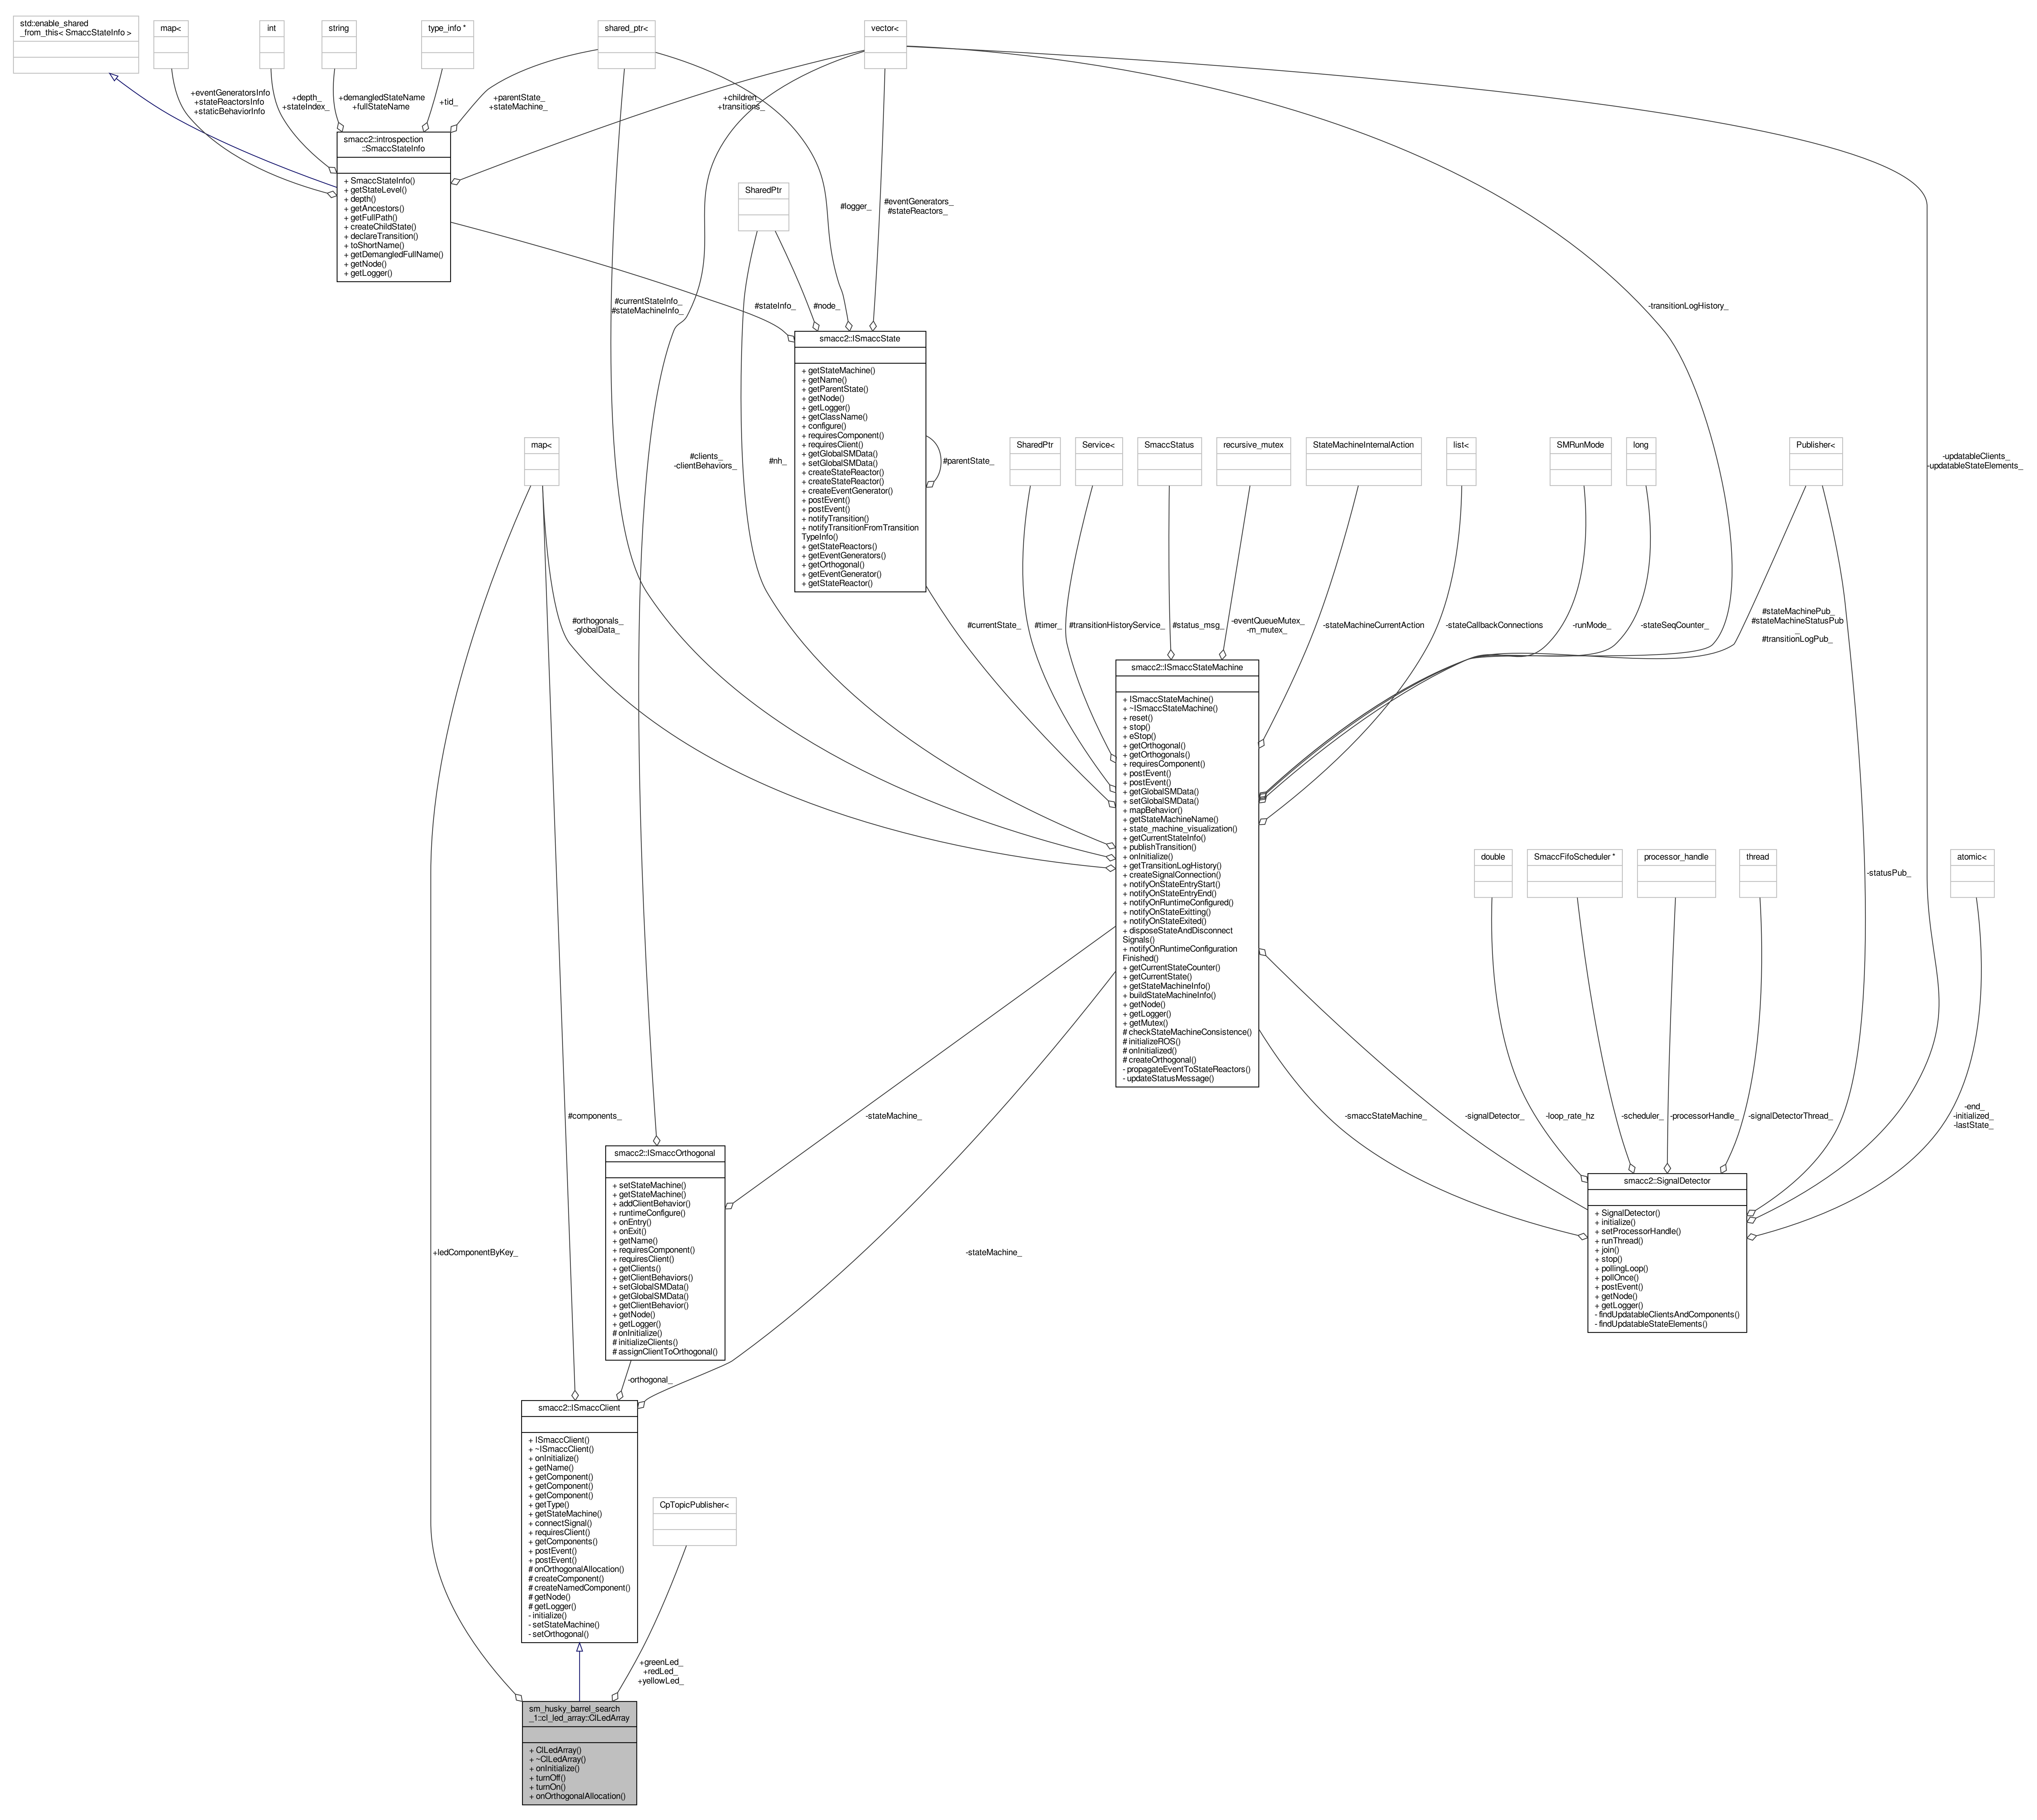 std::enable_shared
_from_this< SmaccStateInfo >
map<
int
string
type_info *
shared_ptr<
vector<
+eventGeneratorsInfo
+stateReactorsInfo
+staticBehaviorInfo
+depth_
+stateIndex_
+demangledStateName
+fullStateName
+tid_
+parentState_
+stateMachine_
+children_
+transitions_
smacc2::introspection
::SmaccStateInfo
+ SmaccStateInfo()
+ getStateLevel()
+ depth()
+ getAncestors()
+ getFullPath()
+ createChildState()
+ declareTransition()
+ toShortName()
+ getDemangledFullName()
+ getNode()
+ getLogger()
SharedPtr
#logger_
#eventGenerators_
#stateReactors_
#currentStateInfo_
#stateMachineInfo_
#stateInfo_
#node_
-transitionLogHistory_
smacc2::ISmaccState
+ getStateMachine()
+ getName()
+ getParentState()
+ getNode()
+ getLogger()
+ getClassName()
+ configure()
+ requiresComponent()
+ requiresClient()
+ getGlobalSMData()
+ setGlobalSMData()
+ createStateReactor()
+ createStateReactor()
+ createEventGenerator()
+ postEvent()
+ postEvent()
+ notifyTransition()
+ notifyTransitionFromTransition
TypeInfo()
+ getStateReactors()
+ getEventGenerators()
+ getOrthogonal()
+ getEventGenerator()
+ getStateReactor()
#parentState_
map<
#clients_
-clientBehaviors_
#nh_
SharedPtr
Service<
SmaccStatus
recursive_mutex
StateMachineInternalAction
list<
SMRunMode
long
Publisher<
-updatableClients_
-updatableStateElements_
#orthogonals_
-globalData_
#currentState_
#timer_
#transitionHistoryService_
#status_msg_
-eventQueueMutex_
-m_mutex_
-stateMachineCurrentAction
-stateCallbackConnections
-runMode_
-stateSeqCounter_
#stateMachinePub_
#stateMachineStatusPub
_
#transitionLogPub_
smacc2::ISmaccStateMachine
+ ISmaccStateMachine()
+ ~ISmaccStateMachine()
+ reset()
+ stop()
+ eStop()
+ getOrthogonal()
+ getOrthogonals()
+ requiresComponent()
+ postEvent()
+ postEvent()
+ getGlobalSMData()
+ setGlobalSMData()
+ mapBehavior()
+ getStateMachineName()
+ state_machine_visualization()
+ getCurrentStateInfo()
+ publishTransition()
+ onInitialize()
+ getTransitionLogHistory()
+ createSignalConnection()
+ notifyOnStateEntryStart()
+ notifyOnStateEntryEnd()
+ notifyOnRuntimeConfigured()
+ notifyOnStateExitting()
+ notifyOnStateExited()
+ disposeStateAndDisconnect
Signals()
+ notifyOnRuntimeConfiguration
Finished()
+ getCurrentStateCounter()
+ getCurrentState()
+ getStateMachineInfo()
+ buildStateMachineInfo()
+ getNode()
+ getLogger()
+ getMutex()
# checkStateMachineConsistence()
# initializeROS()
# onInitialized()
# createOrthogonal()
- propagateEventToStateReactors()
- updateStatusMessage()
double
SmaccFifoScheduler *
processor_handle
thread
atomic<
-statusPub_
#components_
-stateMachine_
-smaccStateMachine_
-signalDetector_
-loop_rate_hz
-scheduler_
-processorHandle_
-signalDetectorThread_
-end_
-initialized_
-lastState_
smacc2::ISmaccOrthogonal
+ setStateMachine()
+ getStateMachine()
+ addClientBehavior()
+ runtimeConfigure()
+ onEntry()
+ onExit()
+ getName()
+ requiresComponent()
+ requiresClient()
+ getClients()
+ getClientBehaviors()
+ setGlobalSMData()
+ getGlobalSMData()
+ getClientBehavior()
+ getNode()
+ getLogger()
# onInitialize()
# initializeClients()
# assignClientToOrthogonal()
smacc2::SignalDetector
+ SignalDetector()
+ initialize()
+ setProcessorHandle()
+ runThread()
+ join()
+ stop()
+ pollingLoop()
+ pollOnce()
+ postEvent()
+ getNode()
+ getLogger()
- findUpdatableClientsAndComponents()
- findUpdatableStateElements()
+ledComponentByKey_
-stateMachine_
-orthogonal_
smacc2::ISmaccClient
+ ISmaccClient()
+ ~ISmaccClient()
+ onInitialize()
+ getName()
+ getComponent()
+ getComponent()
+ getComponent()
+ getType()
+ getStateMachine()
+ connectSignal()
+ requiresClient()
+ getComponents()
+ postEvent()
+ postEvent()
# onOrthogonalAllocation()
# createComponent()
# createNamedComponent()
# getNode()
# getLogger()
- initialize()
- setStateMachine()
- setOrthogonal()
CpTopicPublisher<
+greenLed_
+redLed_
+yellowLed_
sm_husky_barrel_search
_1::cl_led_array::ClLedArray
+ ClLedArray()
+ ~ClLedArray()
+ onInitialize()
+ turnOff()
+ turnOn()
+ onOrthogonalAllocation()